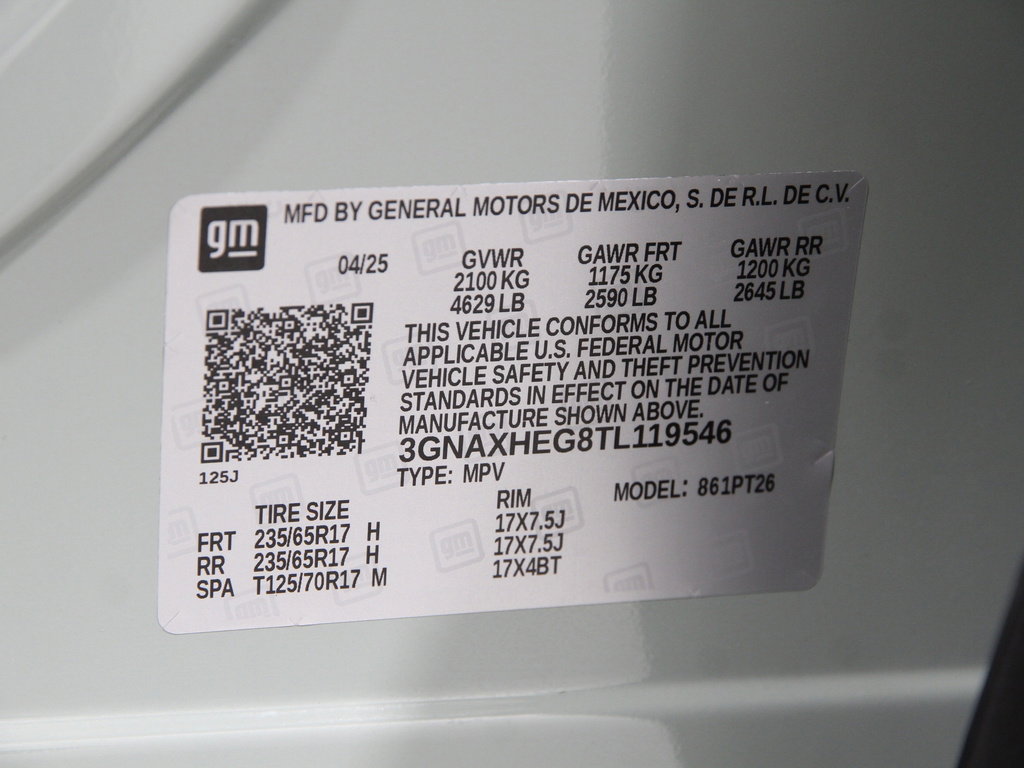 gm MFD BY GENERAL MOTORS DE MEXICO, S. DE R.L. DE C.V.
04/25 GVWR GAWR FRT GAWR RR
2100 KG 1175 KG 1200 KG
4629 LB 2590 LB 2645 LB
THIS VEHICLE CONFORMS TO ALL
APPLICABLE U.S. FEDERAL MOTOR
VEHICLE SAFETY AND THEFT PREVENTION
STANDARDS IN EFFECT ON THE DATE OF
MANUFACTURE SHOWN ABOVE.
3GNAXHEG8TL119546
125J TYPE: MPV MODEL: 861PT26
TIRE SIZE RIM
FRT 235/65R17 H 17X7.5J
RR 235/65R17 H 17X7.5J
SPA T125/70R17 M 17X4BT